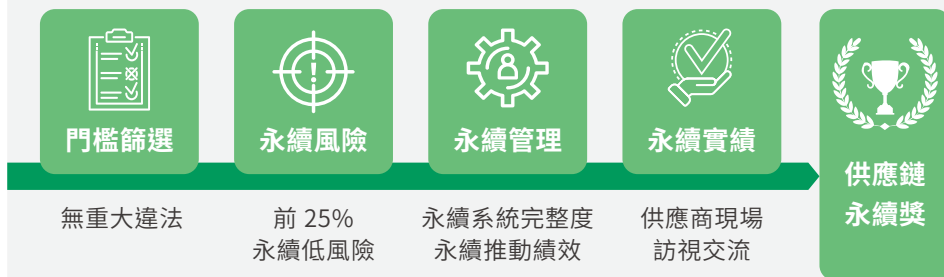 門檻篩選
永續風險
永續管理
永續實績
供應鏈
永續獎
無重大違法
前 25%
永續低風險
永續系統完整度
永續推動績效
供應商現場
訪視交流